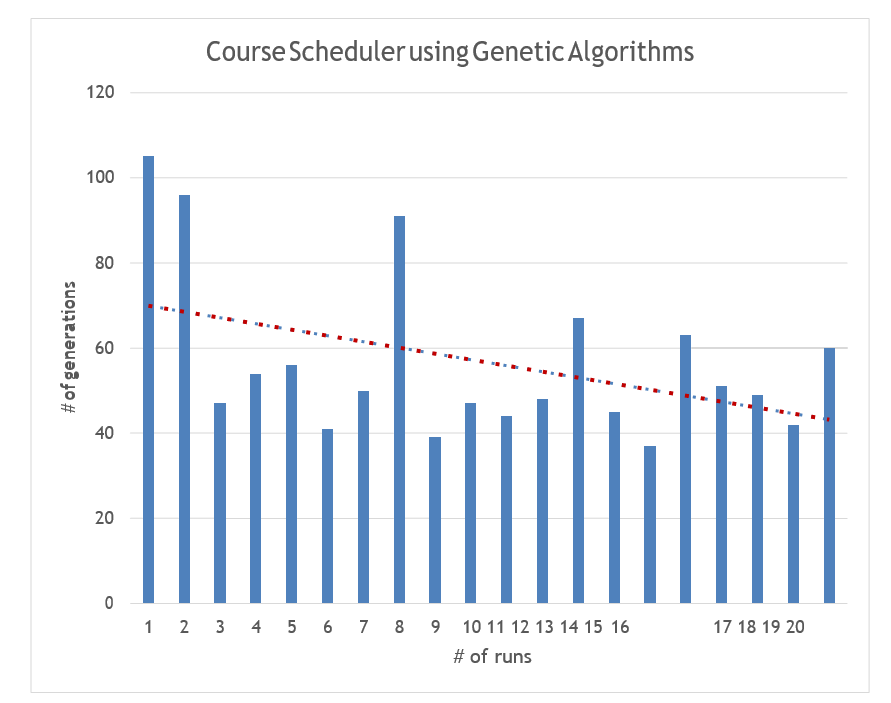 Course Scheduler using Genetic Algorithms
120
100
80
60
40
20
0
# of generations
1 2 3 4 5 6 7 8 9 10 11 12 13 14 15 16 17 18 19 20
# of runs